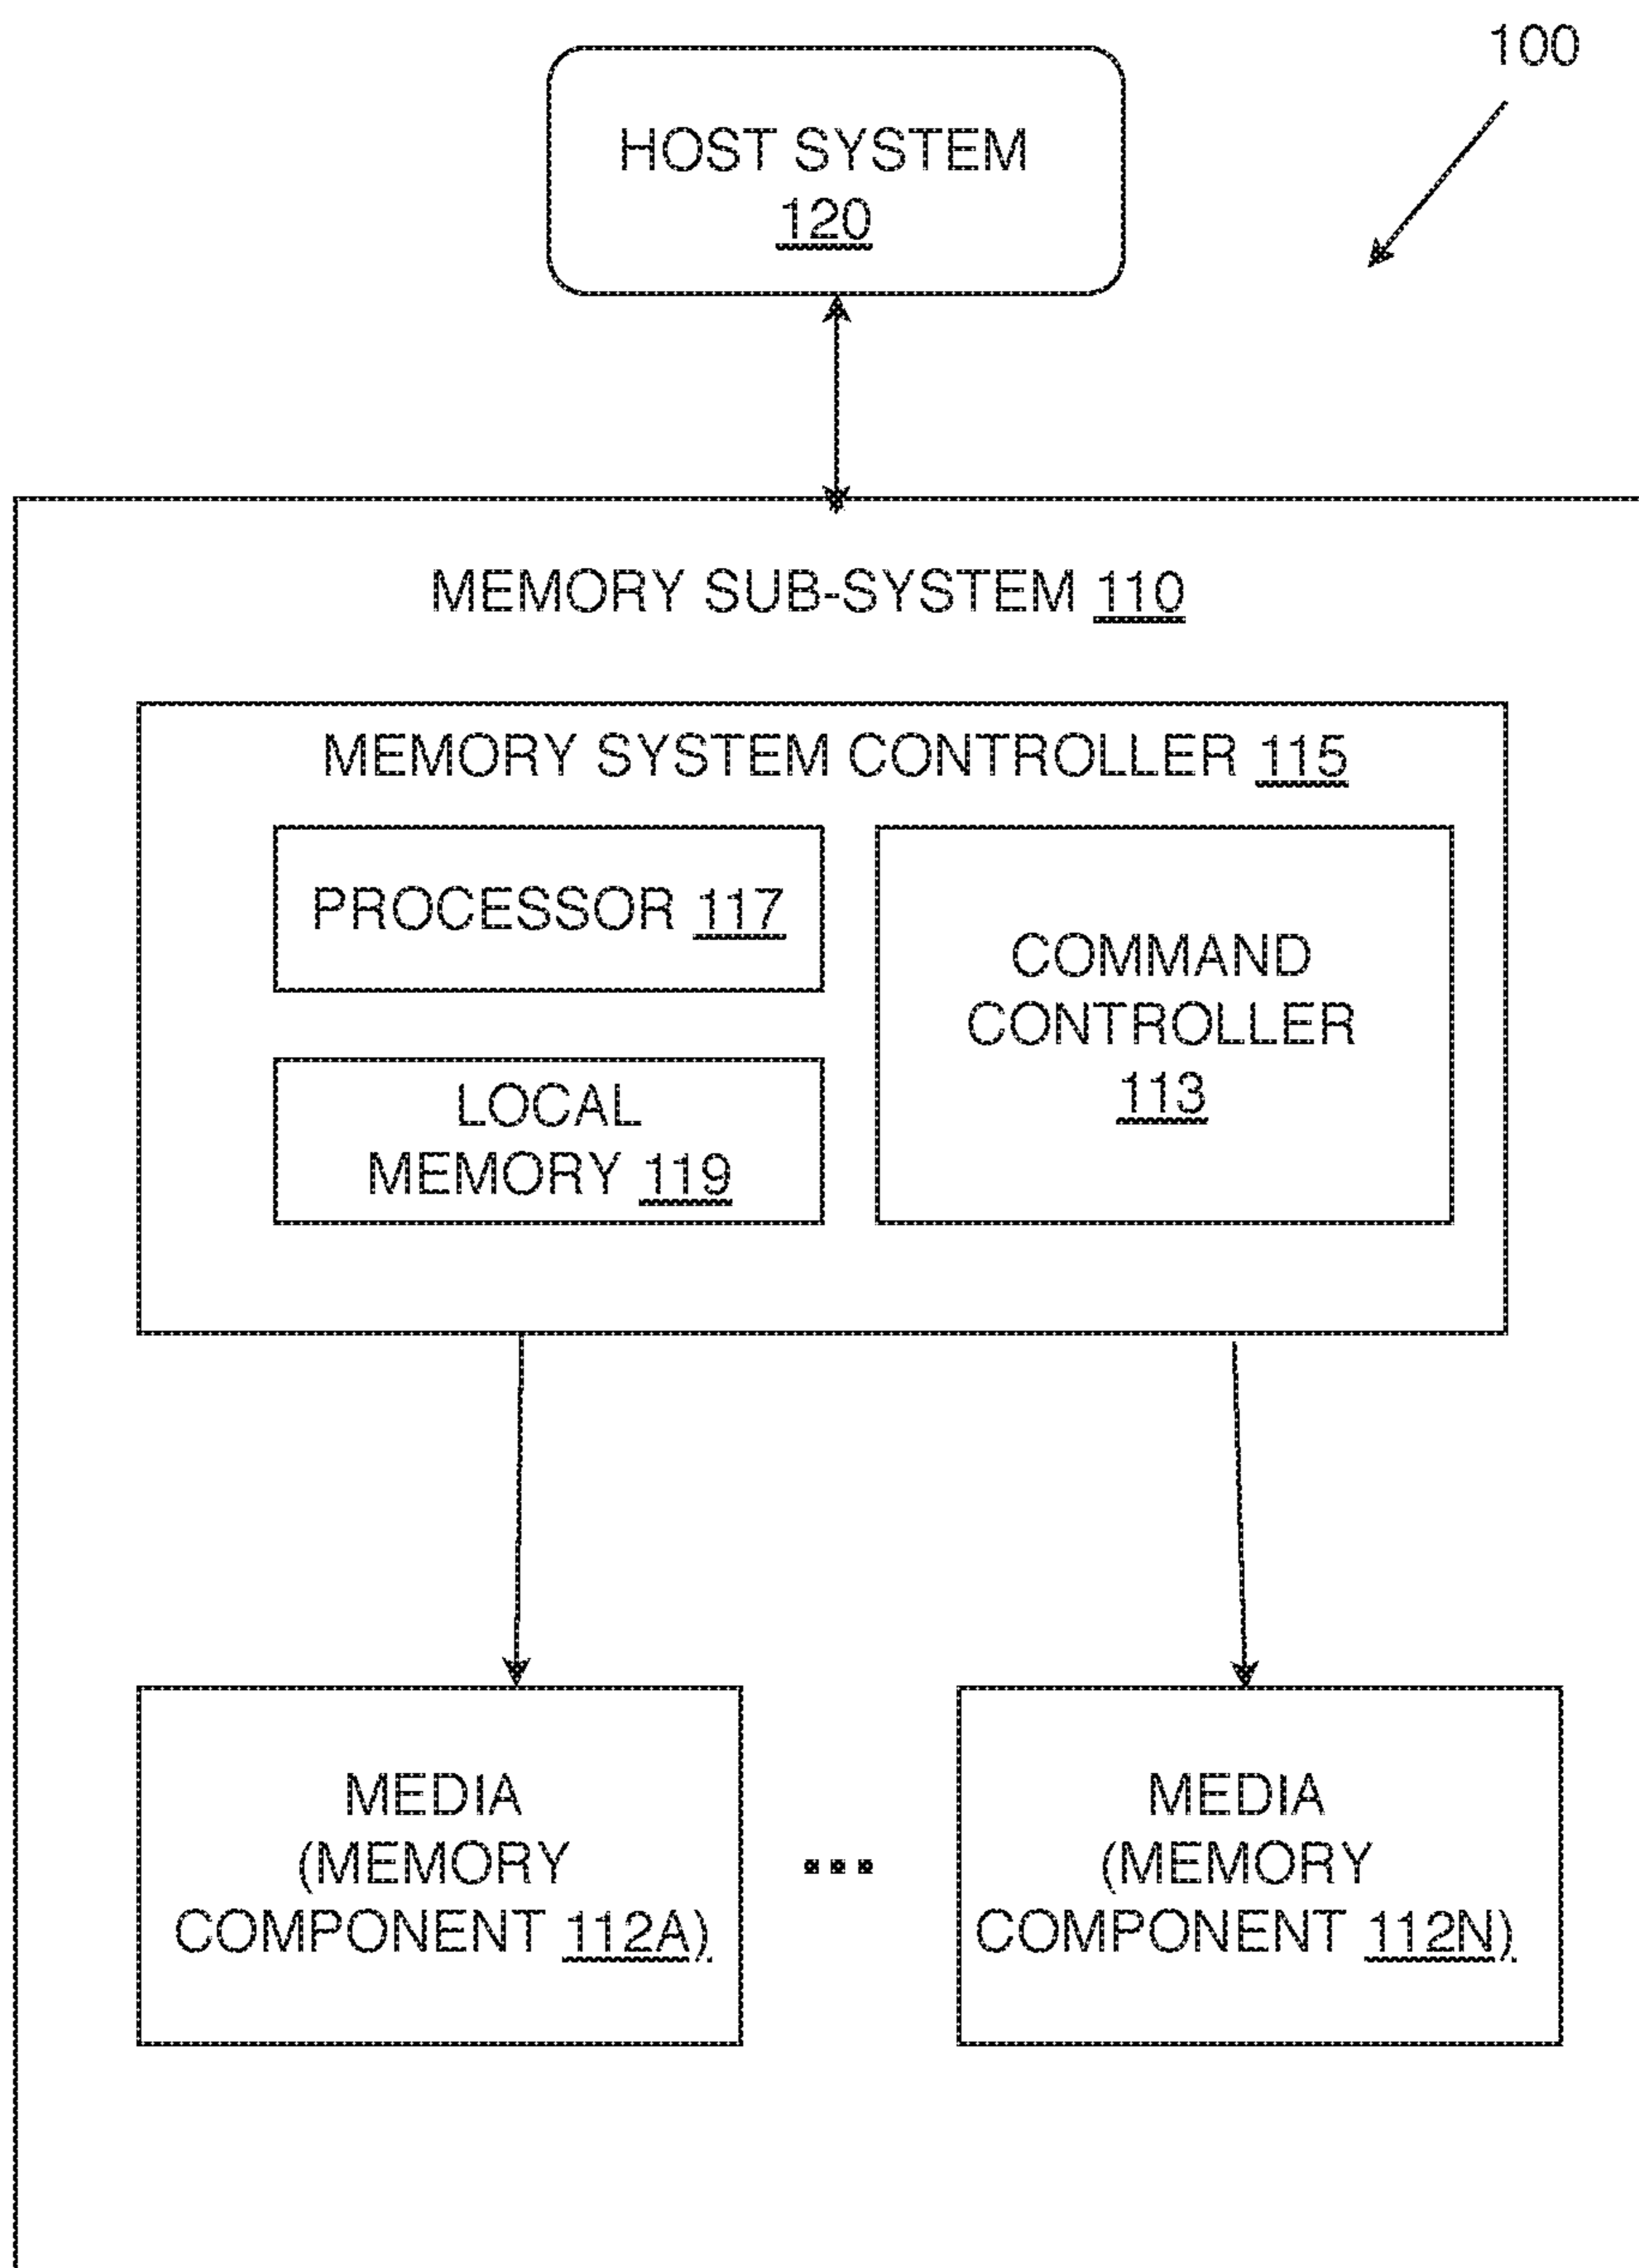 100
HOST SYSTEM
120
MEMORY SUB-SYSTEM 110
MEMORY SYSTEM CONTROLLER 115
PROCESSOR 117
COMMAND
CONTROLLER
113
LOCAL
MEMORY 119
MEDIA
(MEMORY
COMPONENT 112A)
...
MEDIA
(MEMORY
COMPONENT 112N)